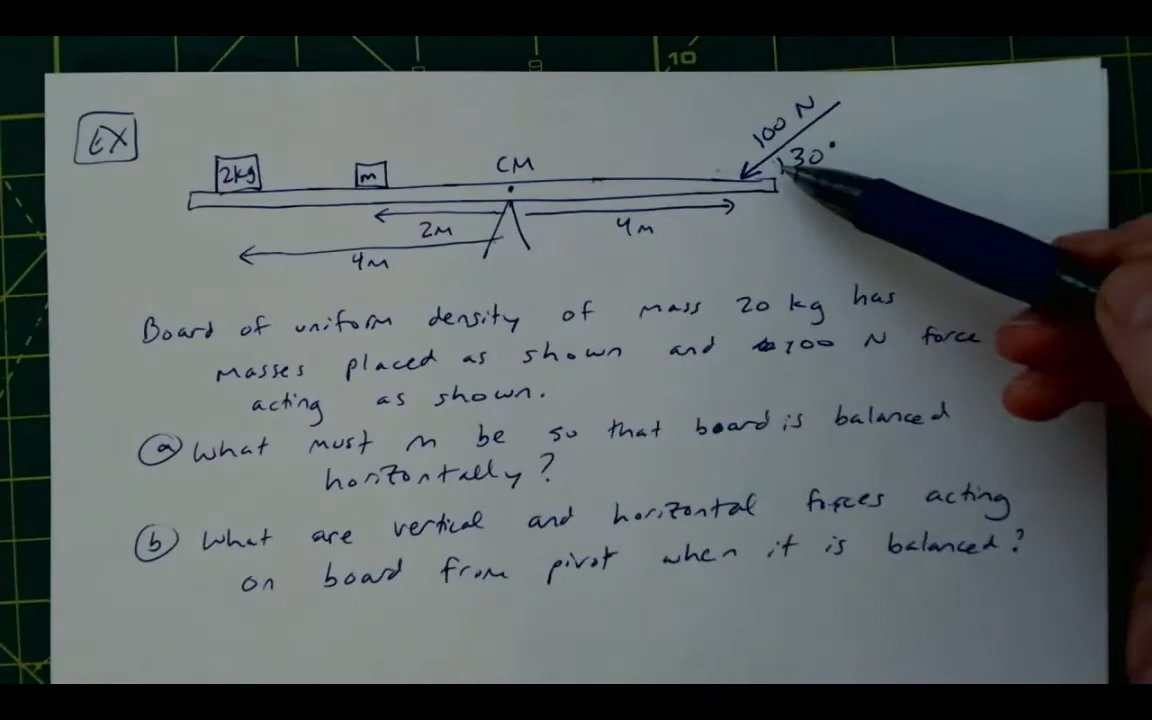 9
10
EX
100 N
30°
2kg
m
CM
2M
4M
4M
Board of uniform density of mass 20 kg has
masses placed as shown and 100 N force
acting as shown.
a What must m be so that board is balanced
horizontally?
b What are vertical and horizontal forces acting
on board from pivot when it is balanced?